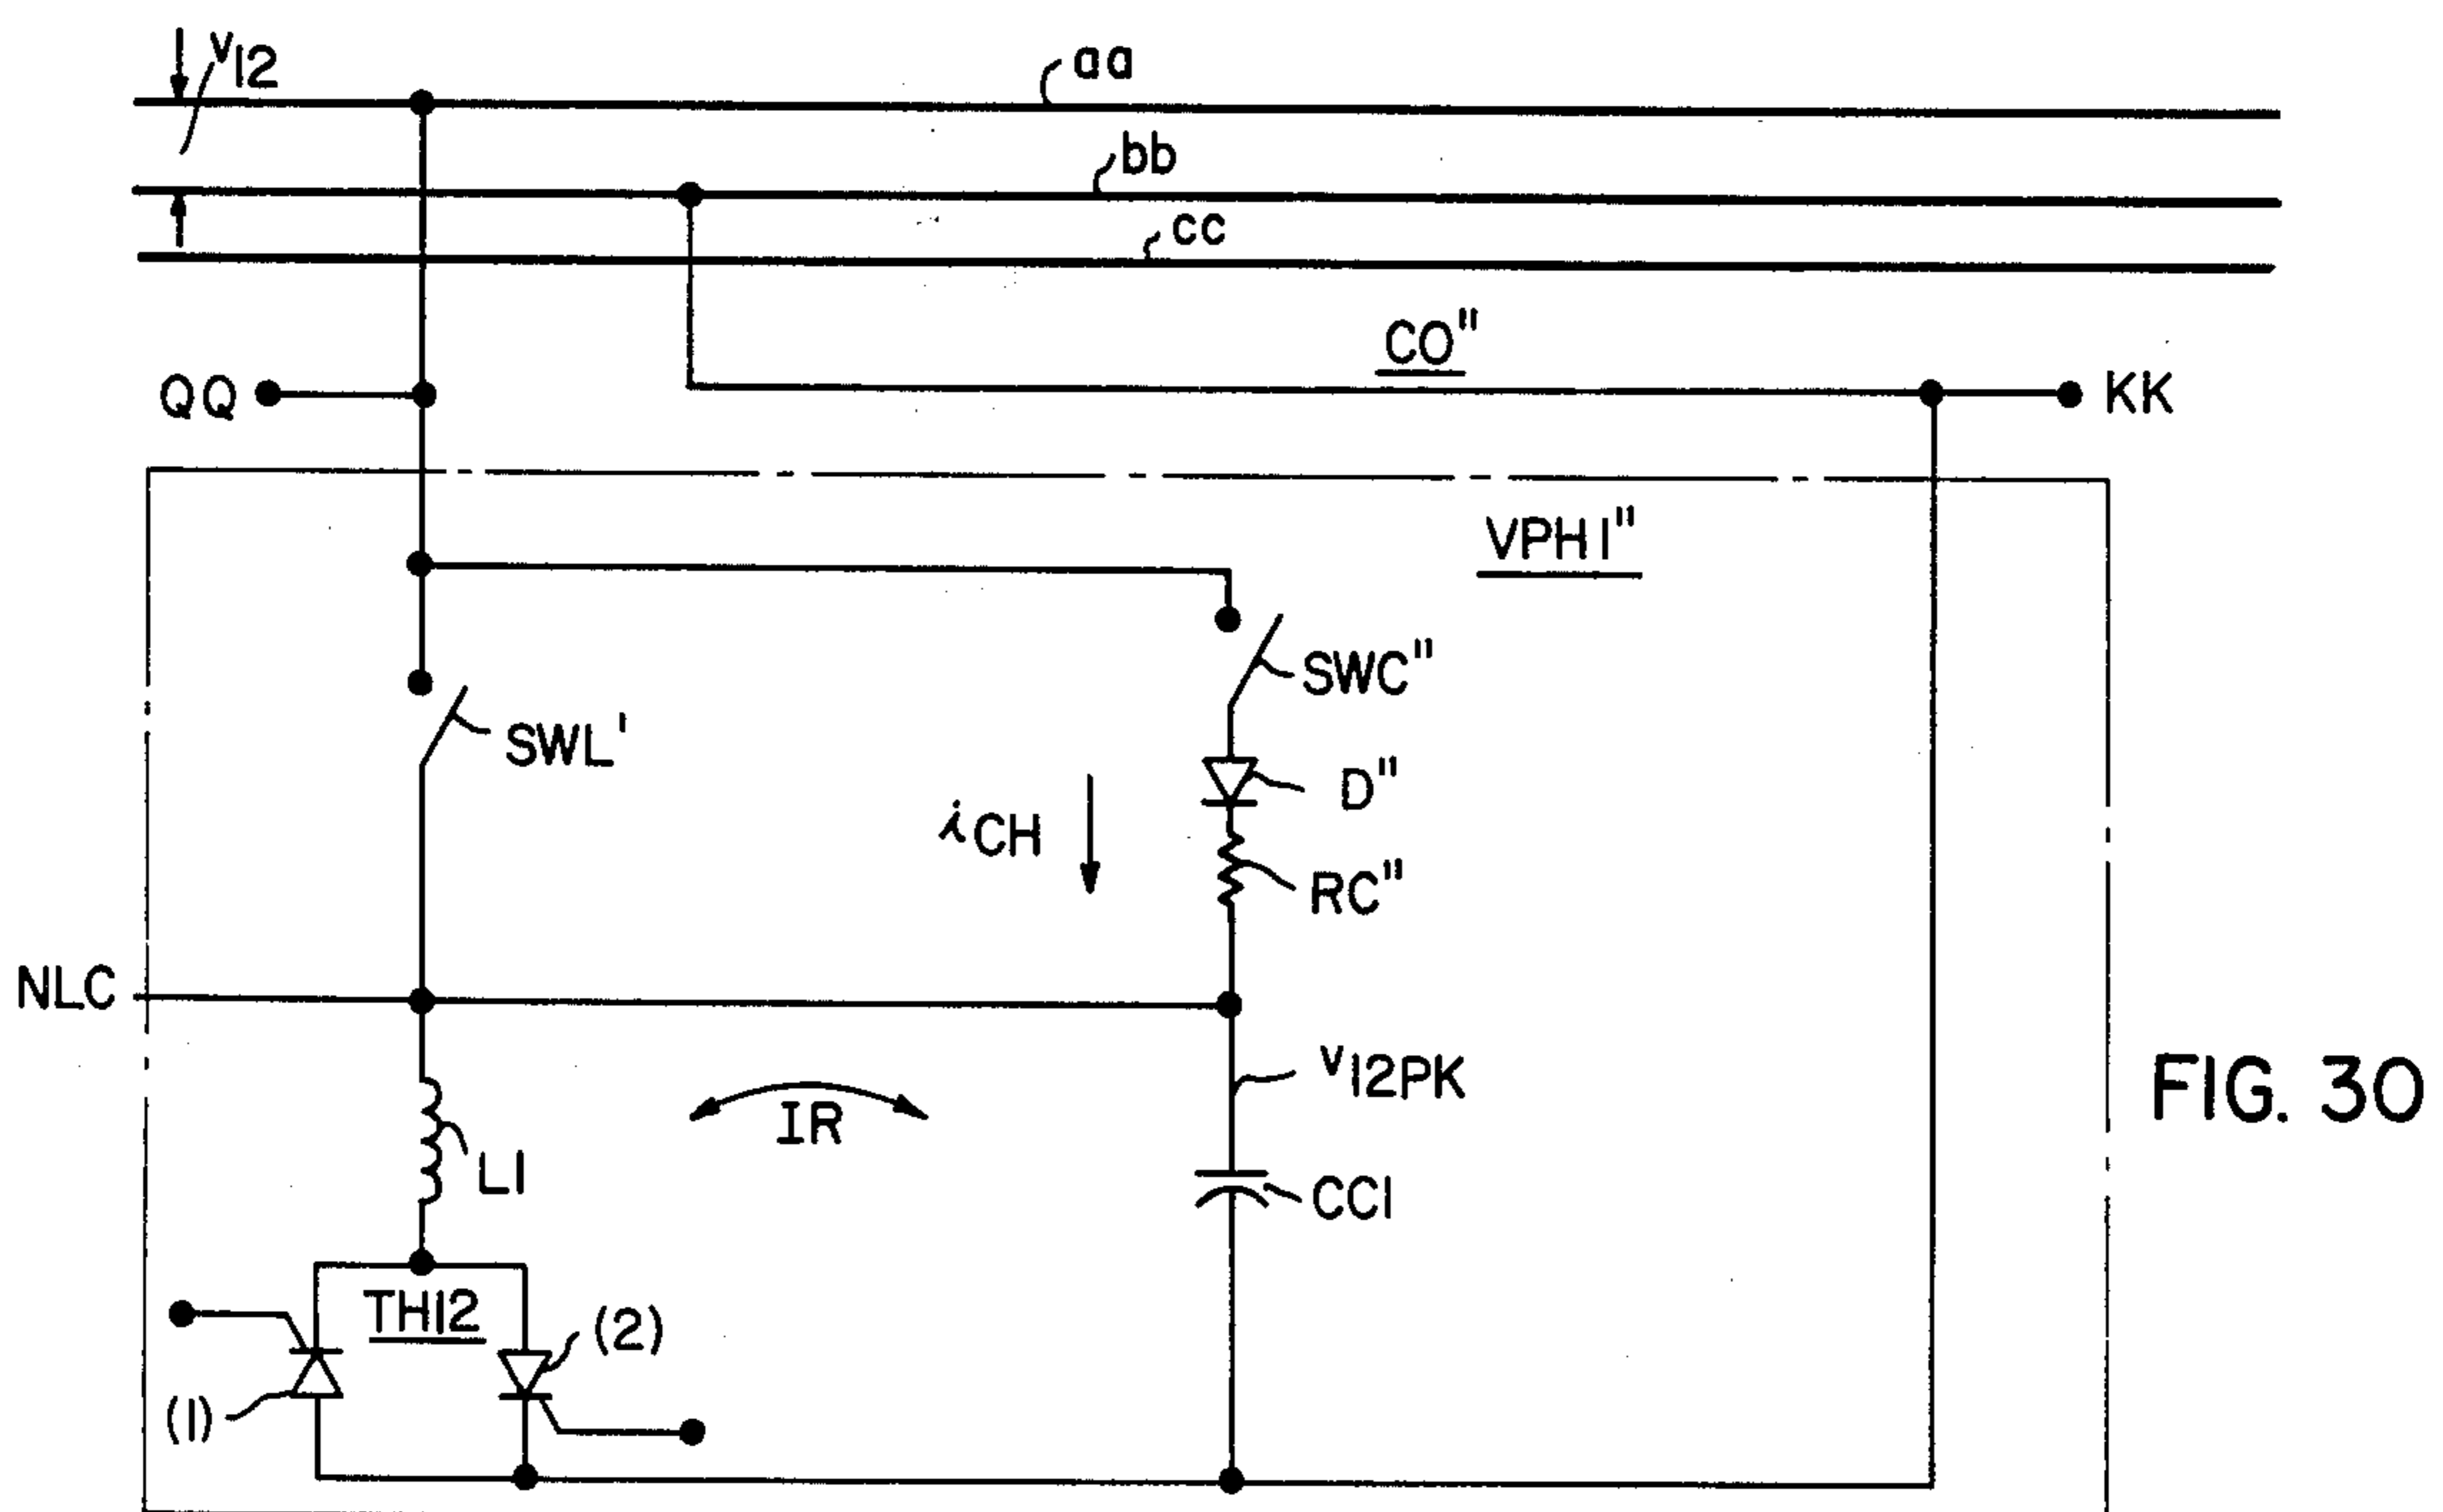 V12
aa
bb
cc
CO"
QQ
KK
VPH1"
SWC"
SWL'
D"
iCH
RC"
NLC
V12PK
IR
FIG. 30
L1
CC1
TH12
(2)
(1)